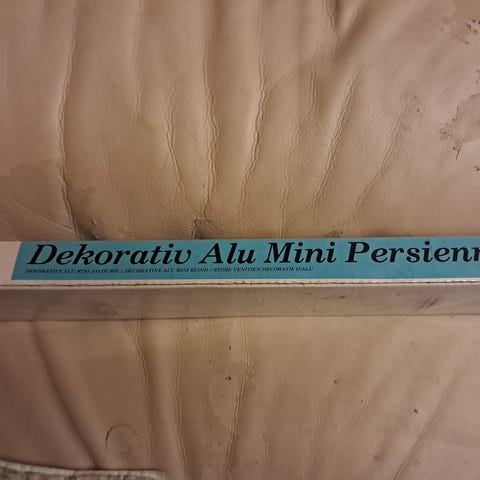 Dekorativ Alu Mini Persienn
DEKORATIVE ALU MINI JALOUSIE / DECORATIVE ALU MINI BLIND / STORE VENITIEN DECORATIF D'ALU